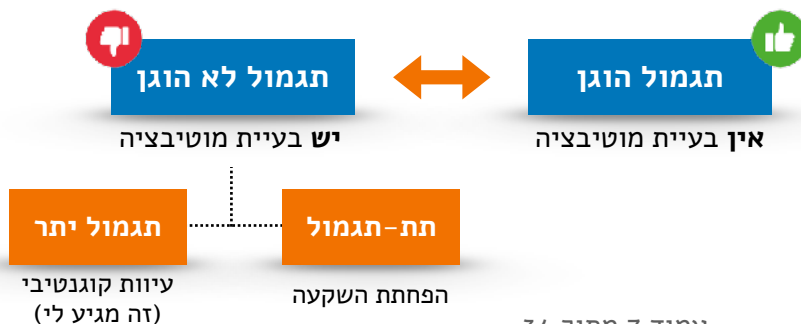 תגמול הוגן
תגמול לא הוגן
אין בעיית מוטיבציה
יש בעיית מוטיבציה
תת-תגמול
תגמול יתר
הפחתת השקעה
עיוות קוגנטיבי
(זה מגיע לי)